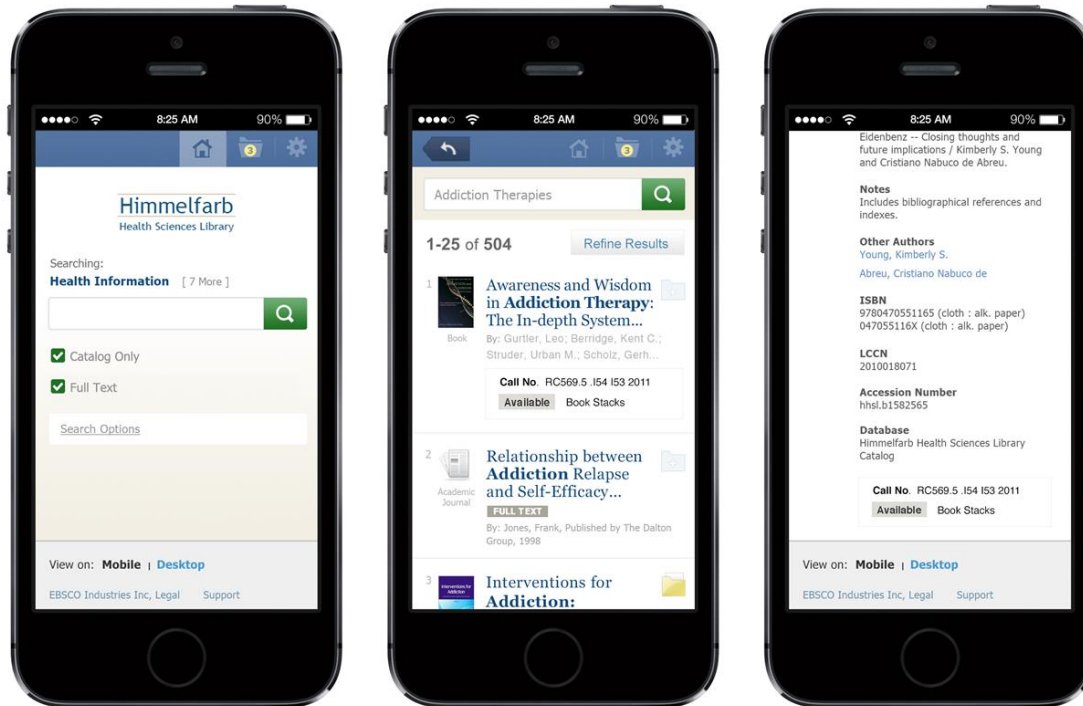 8:25 AM 90%
3
Himmelfarb
Health Sciences Library
Searching:
Health Information [ 7 More ]
Catalog Only
Full Text
Search Options
View on: Mobile | Desktop
EBSCO Industries Inc, Legal Support
8:25 AM 90%
3
Addiction Therapies
1-25 of 504 Refine Results
1
Awareness and Wisdom
in Addiction Therapy:
The In-depth System...
Book
By: Gurtler, Leo; Berridge, Kent C.;
Struder, Urban M.; Scholz, Gerh...
Call No. RC569.5 .I54 I53 2011
Available Book Stacks
2
Relationship between
Addiction Relapse
and Self-Efficacy...
Academic
Journal
FULL TEXT
By: Jones, Frank, Published by The Dalton
Group, 1998
3
Interventions for
Addiction:
Interventions for
Addiction
8:25 AM 90%
Eidenbenz -- Closing thoughts and
future implications / Kimberly S. Young
and Cristiano Nabuco de Abreu.
Notes
Includes bibliographical references and
indexes.
Other Authors
Young, Kimberly S.
Abreu, Cristiano Nabuco de
ISBN
9780470551165 (cloth : alk. paper)
047055116X (cloth : alk. paper)
LCCN
2010018071
Accession Number
hhsl.b1582565
Database
Himmelfarb Health Sciences Library
Catalog
Call No. RC569.5 .I54 I53 2011
Available Book Stacks
View on: Mobile | Desktop
EBSCO Industries Inc, Legal Support